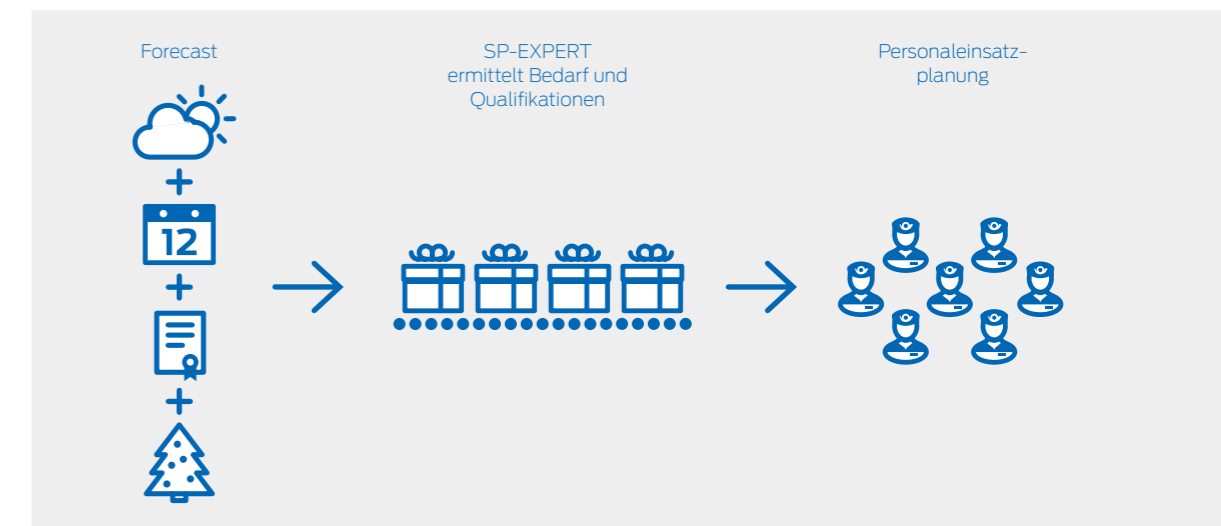 Forecast
12
SP-EXPERT
ermittelt Bedarf und
Qualifikationen
Personaleinsatz-
planung